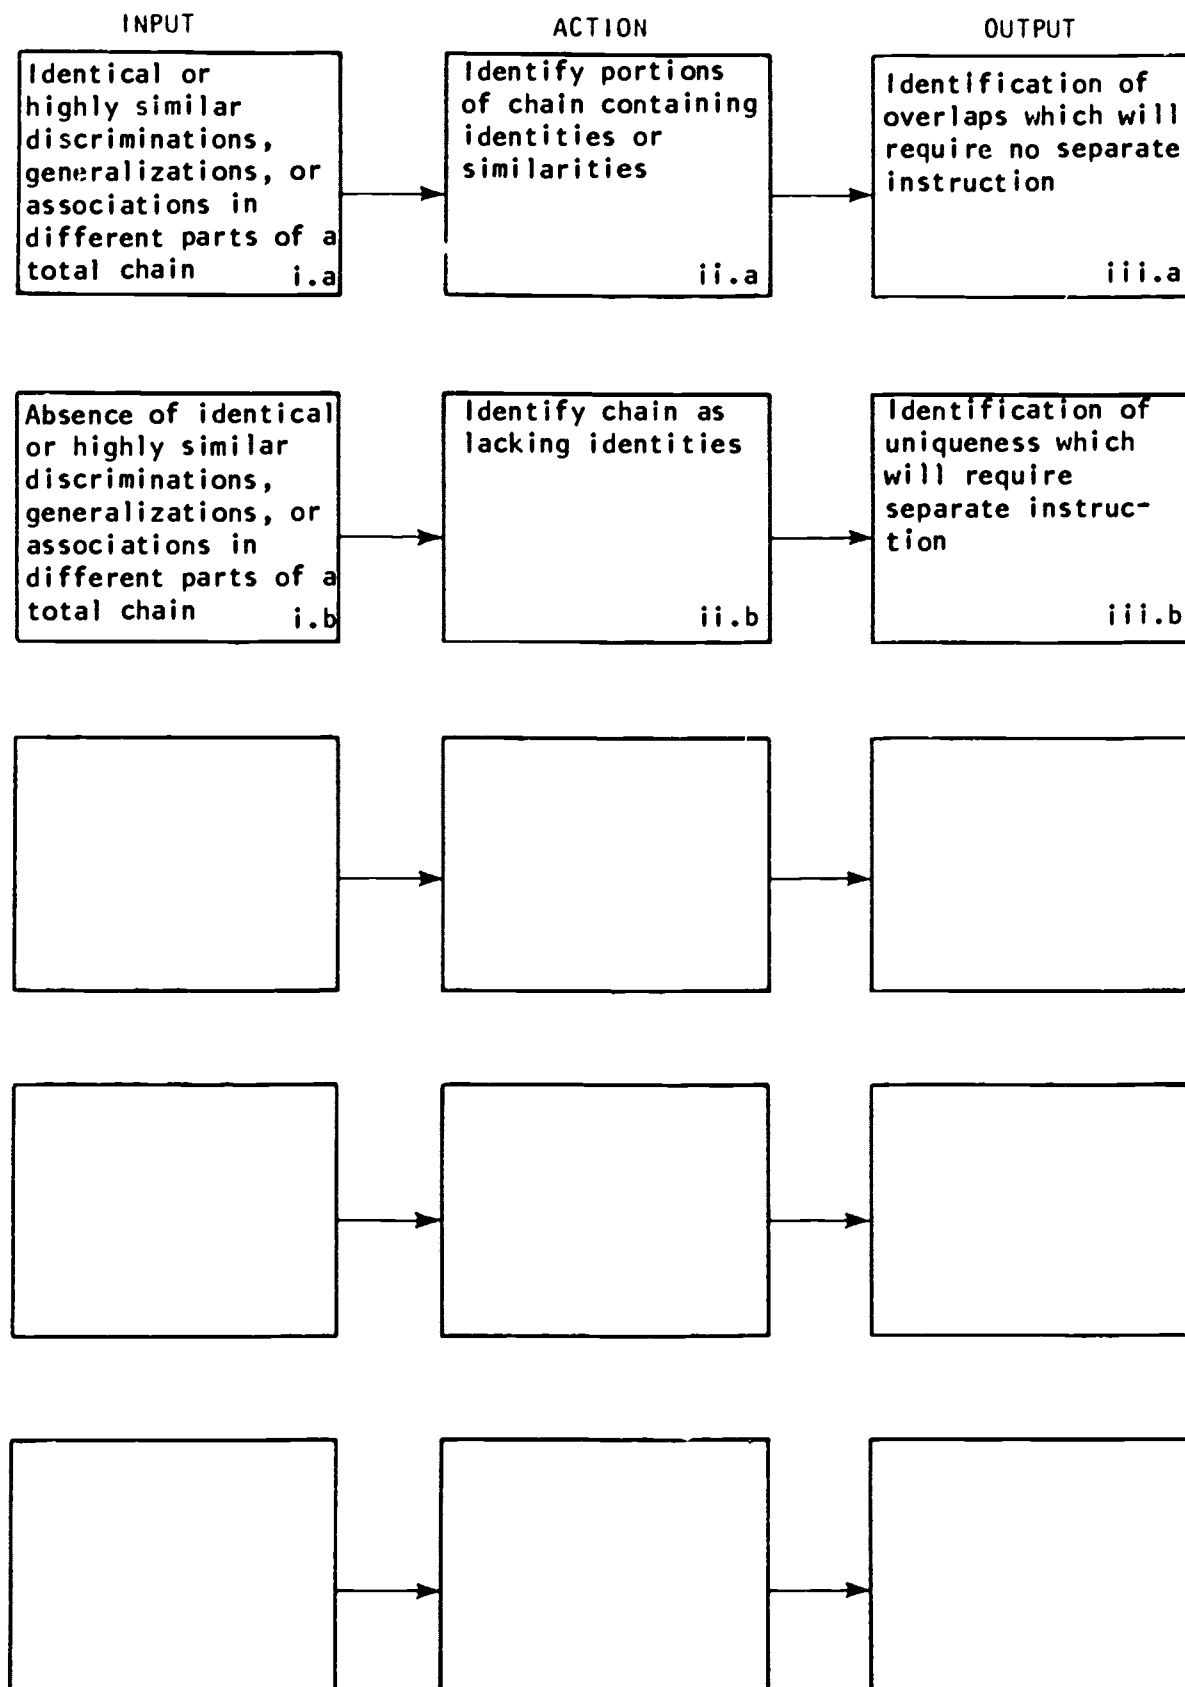 INPUT
ACTION
OUTPUT
Identical or
highly similar
discriminations,
generalizations, or
associations in
different parts of a
total chain
i.a
Identify portions
of chain containing
identities or
similarities
ii.a
Identification of
overlaps which will
require no separate
instruction
iii.a
Absence of identical
or highly similar
discriminations,
generalizations, or
associations in
different parts of a
total chain
i.b
Identify chain as
lacking identities
ii.b
Identification of
uniqueness which
will require
separate instruc-
tion
iii.b